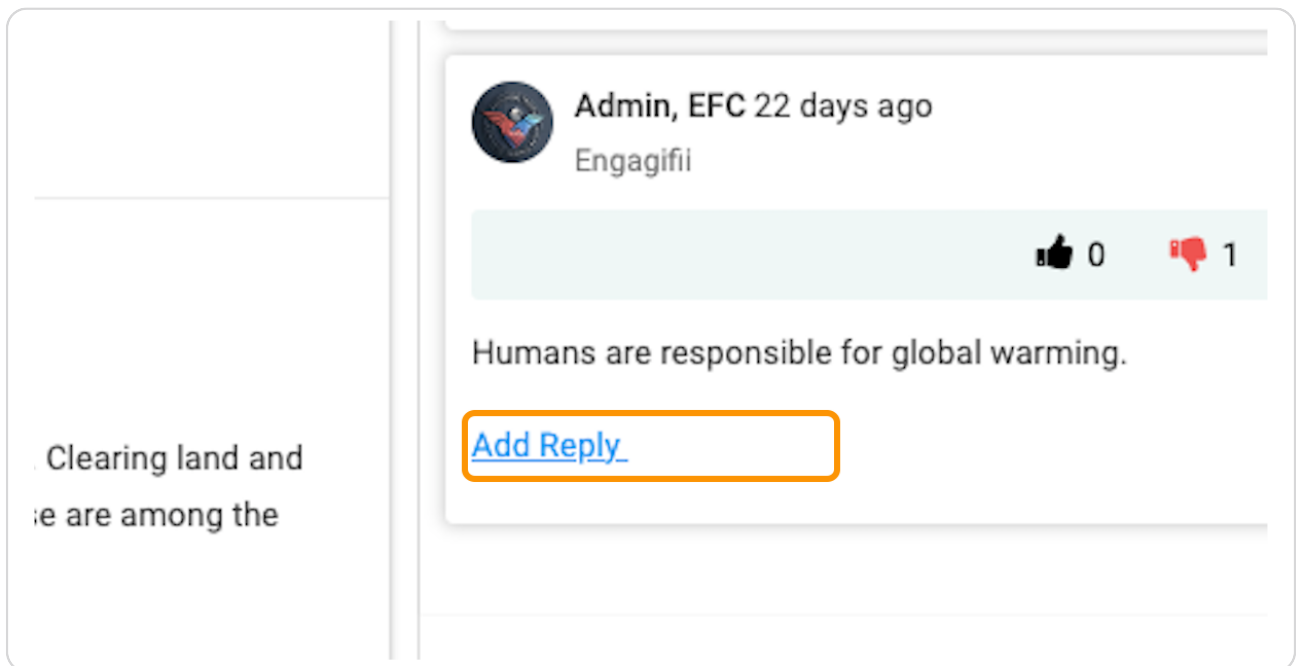 Clearing land and
are among the
Admin, EFC 22 days ago
Engagifii
0 1
Humans are responsible for global warming.
Add Reply